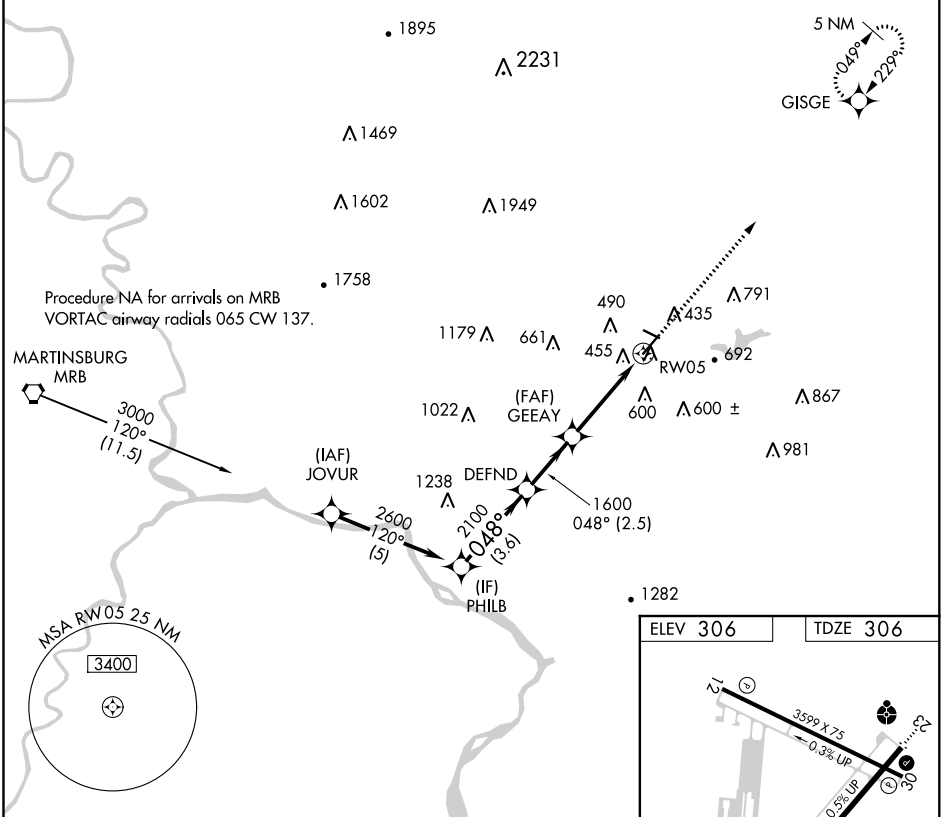 1895
2231
5 NM
049°
229°
GISGE
1469
1602
1949
1758
Procedure NA for arrivals on MRB
VORTAC airway radials 065 CW 137.
MARTINSBURG
MRB
3000
120°
(11.5)
490
435
791
1179
661
455
RW05
692
(FAF)
GEEAY
1022
600
600 ±
867
981
(IAF)
JOVUR
1238
DEFND
2600
120°
(5)
2100
048°
(3.6)
1600
048° (2.5)
(IF)
PHILB
1282
MSA RW05 25 NM
3400
ELEV 306
TDZE 306
12
P
3599 X 75
0.3% UP
23
P
P
30
0.5% UP